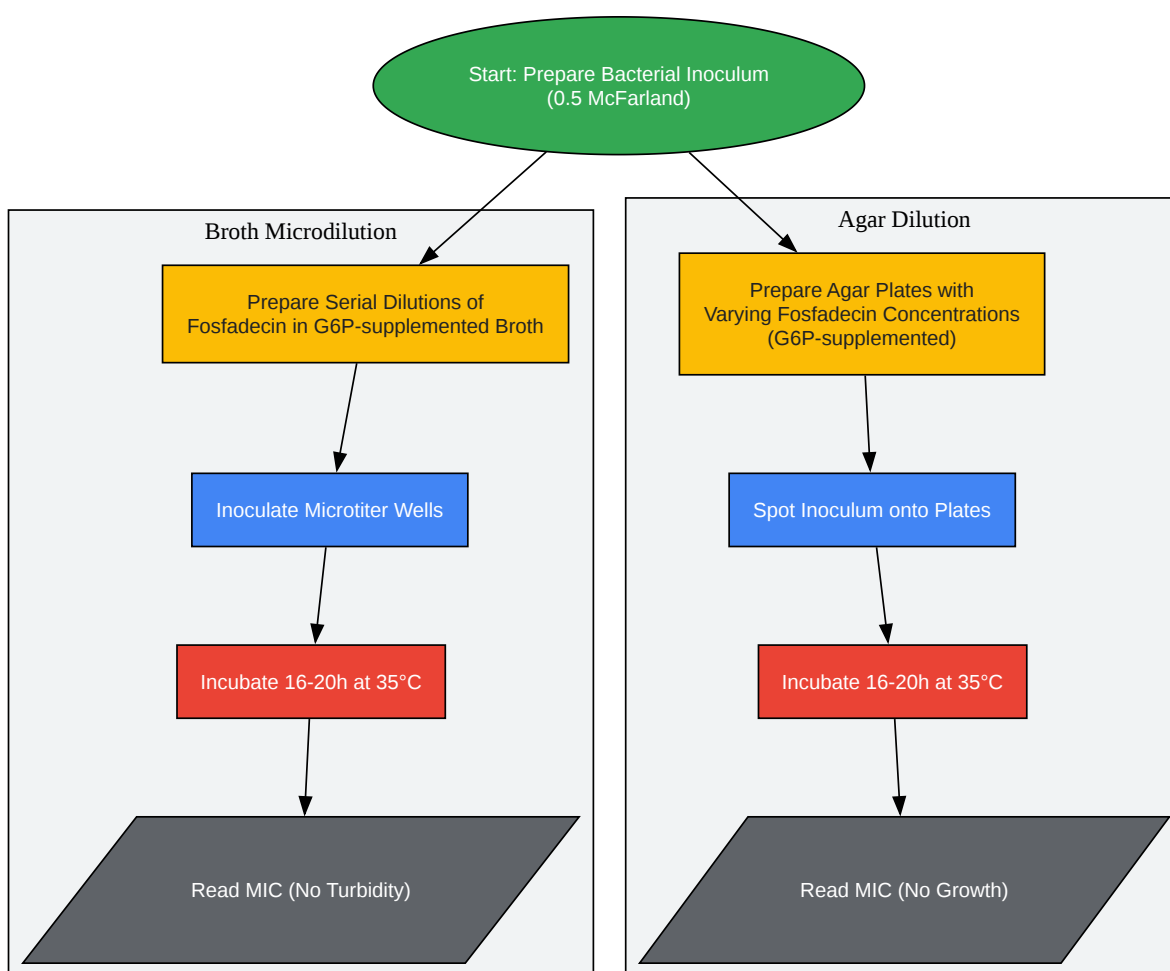 Start: Prepare Bacterial Inoculum
(0.5 McFarland)
Broth Microdilution
Prepare Serial Dilutions of
Fosfadecin in G6P-supplemented Broth
Inoculate Microtiter Wells
Incubate 16-20h at 35°C
Read MIC (No Turbidity)
Agar Dilution
Prepare Agar Plates with
Varying Fosfadecin Concentrations
(G6P-supplemented)
Spot Inoculum onto Plates
Incubate 16-20h at 35°C
Read MIC (No Growth)